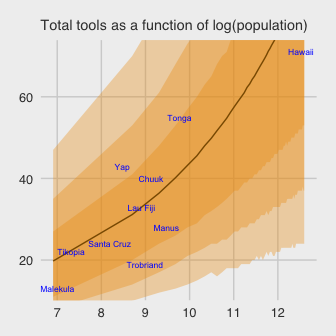 Total tools as a function of log(population)
Hawaii
60
Tonga
Yap
Chuuk
40
Lau Fiji
Manus
Santa Cruz
Tikopia
Trobriand
20
Malekula
7 8 9 10 11 12